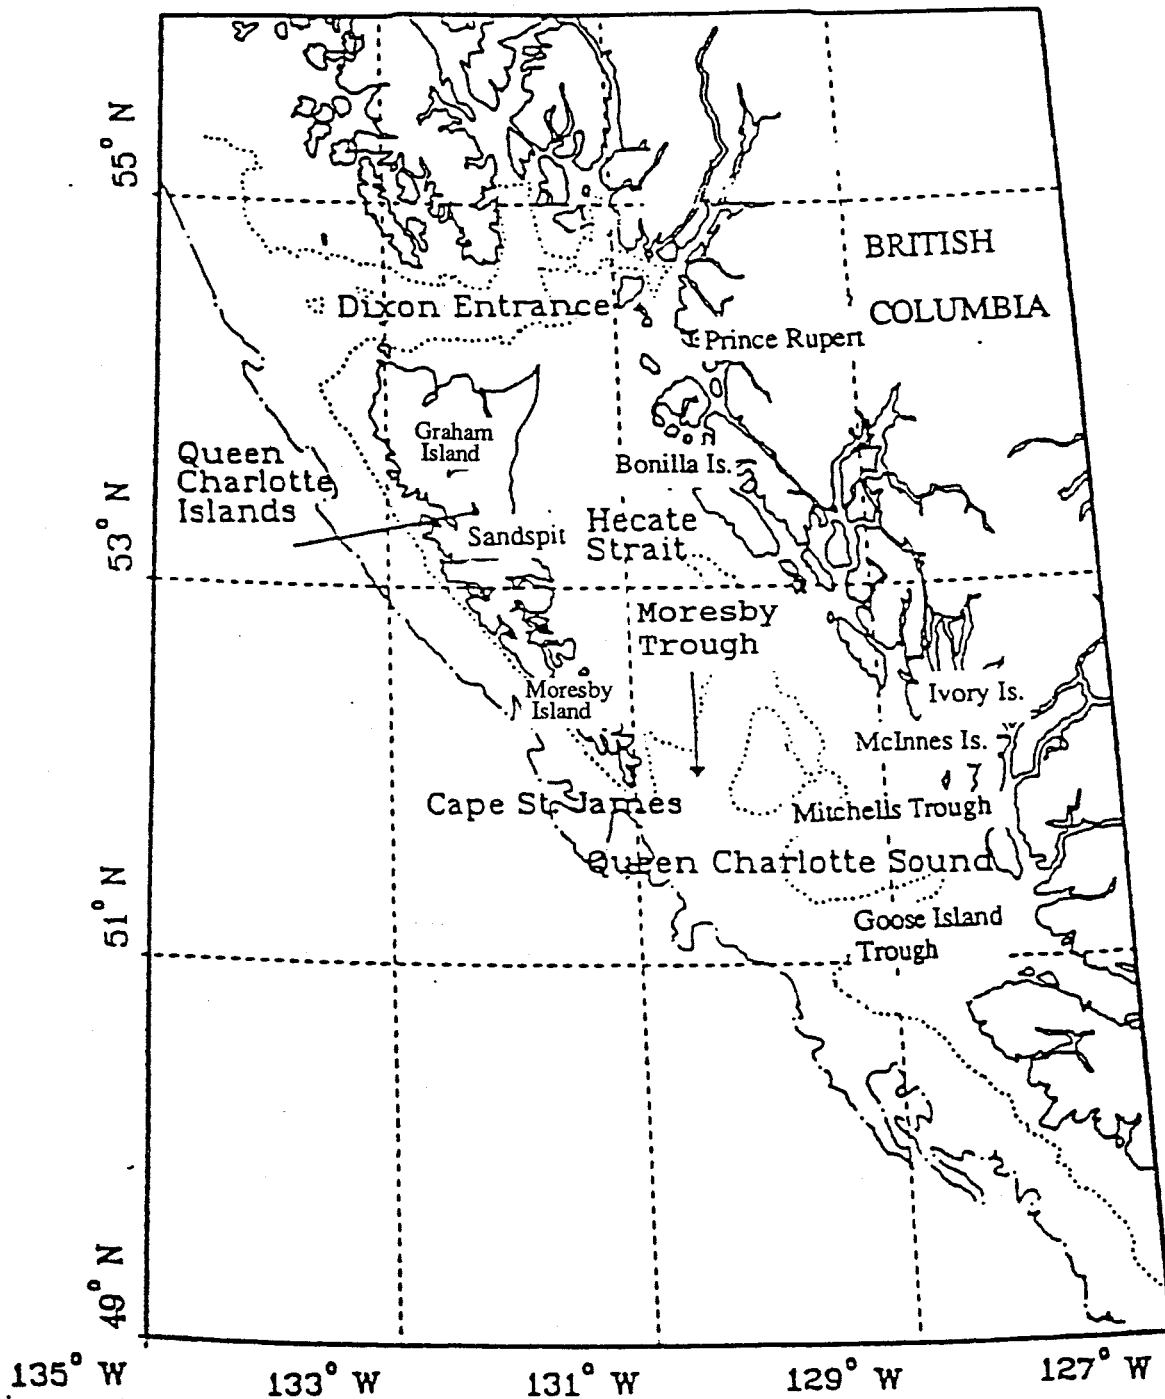 55° N
BRITISH
COLUMBIA
Dixon Entrance
Prince Rupert
Graham
Island
Queen
Charlotte
Islands
Bonilla Is.
53° N
Hecate
Strait
Sandspit
Moresby
Trough
Moresby
Island
Ivory Is.
McInnes Is.
Cape St. James
Mitchells Trough
Queen Charlotte Sound
51° N
Goose Island
Trough
49° N
135° W
133° W
131° W
129° W
127° W